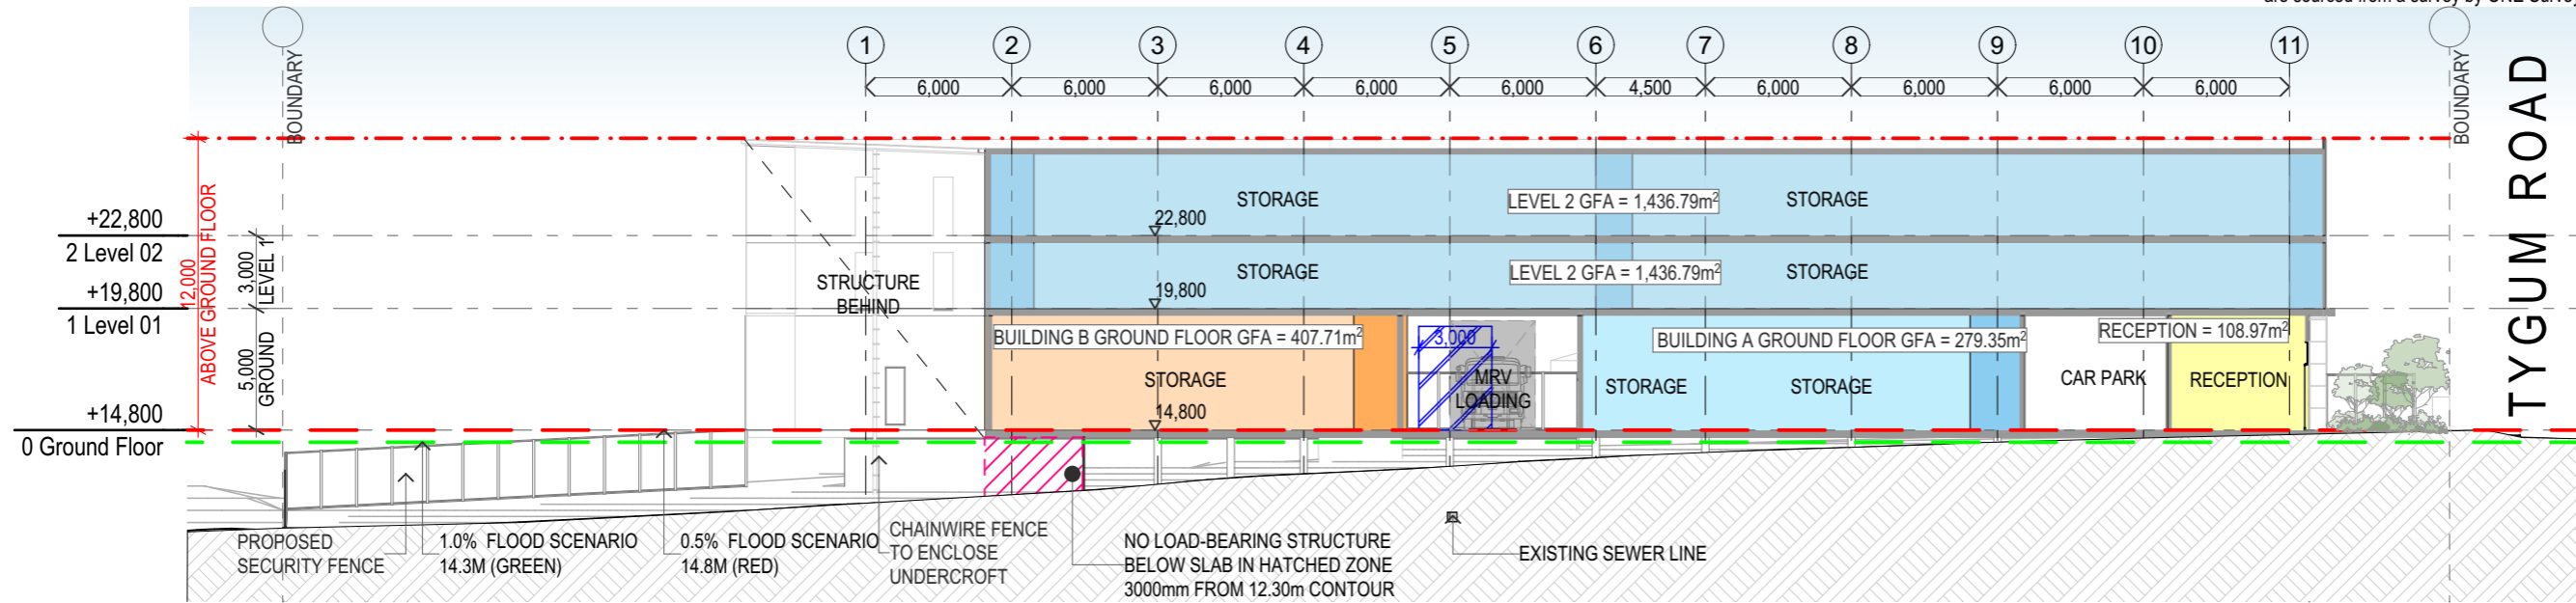 are sourced from a survey by
BOUNDARY
1
2
3
4
5
6
7
8
9
10
11
BOUNDARY
TYGUM ROAD
6,000
6,000
6,000
6,000
6,000
4,500
6,000
6,000
6,000
6,000
+22,800
2 Level 02
+19,800
1 Level 01
+14,800
0 Ground Floor
12,000
ABOVE GROUND FLOOR
3,000
LEVEL 1
5,000
GROUND
STORAGE
22,800
LEVEL 2 GFA = 1,436.79m²
STORAGE
STRUCTURE
BEHIND
STORAGE
19,800
LEVEL 2 GFA = 1,436.79m²
STORAGE
BUILDING B GROUND FLOOR GFA = 407.71m²
STORAGE
14,800
3,000
MRV
LOADING
BUILDING A GROUND FLOOR GFA = 279.35m²
STORAGE
STORAGE
CAR PARK
RECEPTION = 108.97m²
RECEPTION
PROPOSED
SECURITY FENCE
1.0% FLOOD SCENARIO
14.3M (GREEN)
0.5% FLOOD SCENARIO
14.8M (RED)
CHAINWIRE FENCE
TO ENCLOSE
UNDERCROFT
NO LOAD-BEARING STRUCTURE
BELOW SLAB IN HATCHED ZONE
3000mm FROM 12.30m CONTOUR
EXISTING SEWER LINE